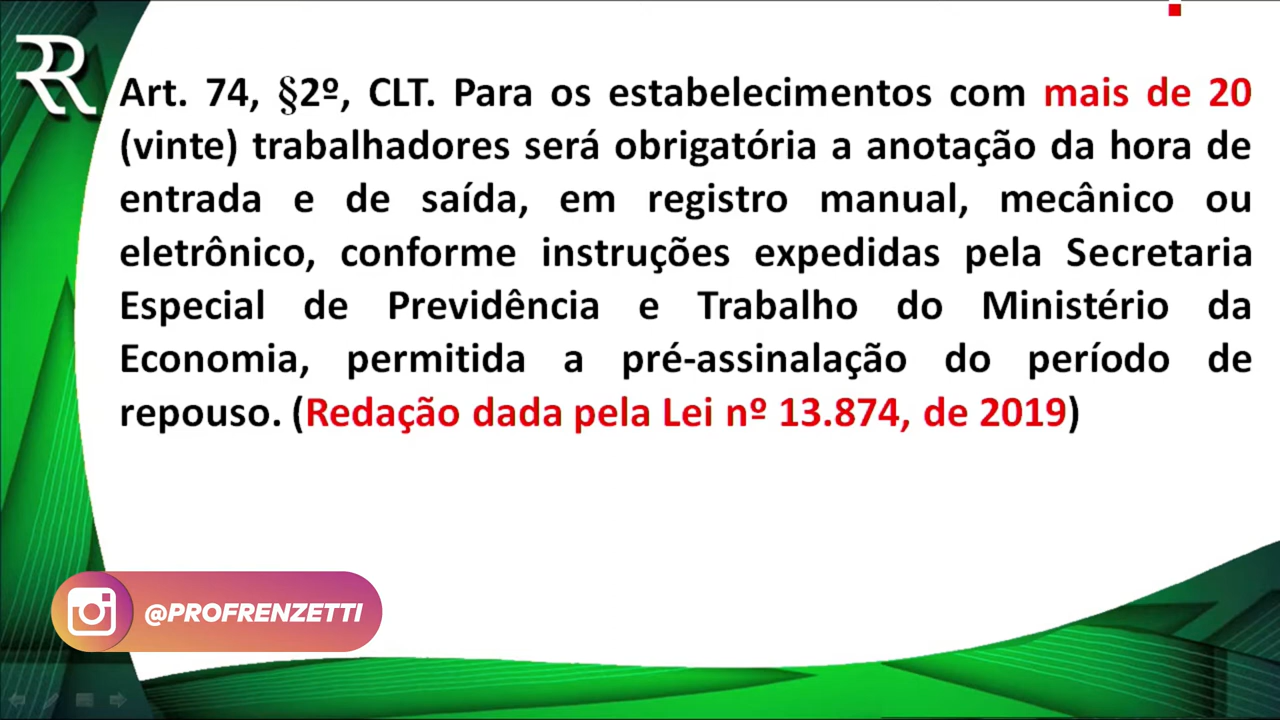 Art. 74, §2º, CLT. Para os estabelecimentos com mais de 20
(vinte) trabalhadores será obrigatória a anotação da hora de
entrada e de saída, em registro manual, mecânico ou
eletrônico, conforme instruções expedidas pela Secretaria
Especial de Previdência e Trabalho do Ministério da
Economia, permitida a pré-assinalação do período de
repouso. (Redação dada pela Lei nº 13.874, de 2019)
@PROFRENZETTI